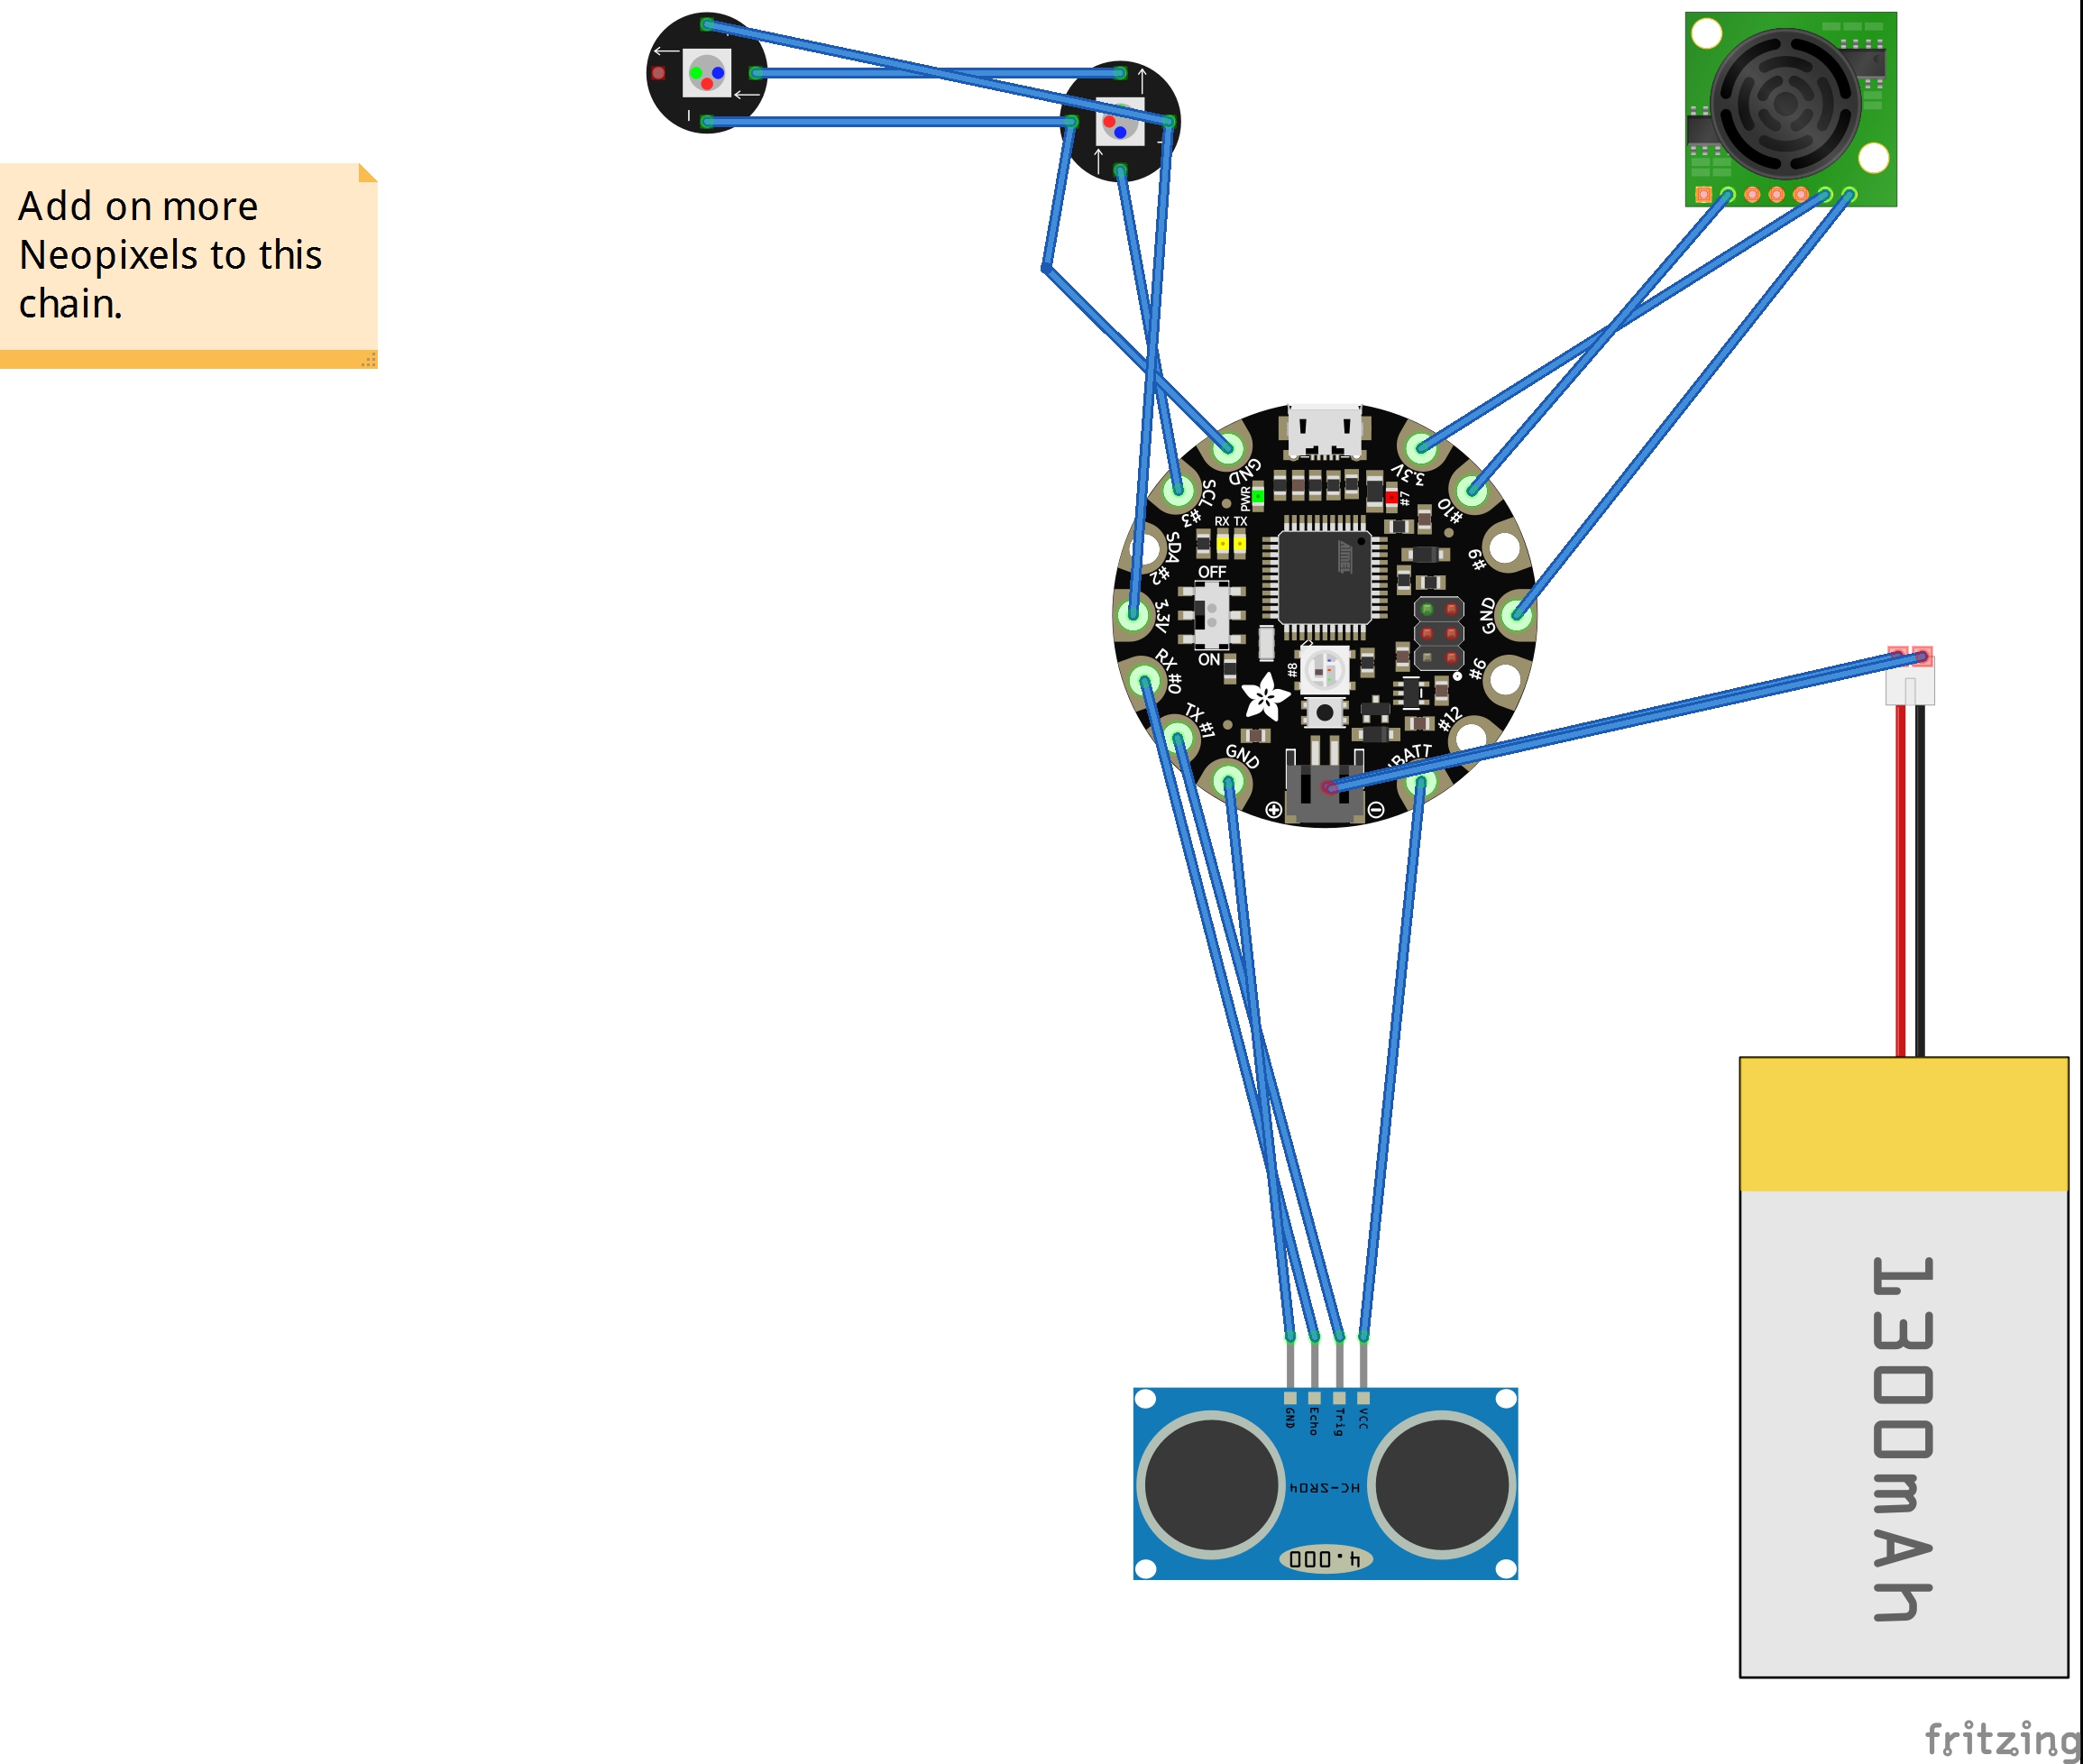 Add on more
Neopixels to this
chain.
GND
3.3V
SCL
#3
PWR
#7
#10
RX TX
SDA
#2
#9
OFF
3.3V
GND
ON
#8
RX #0
#6
TX #1
#12
GND
GND Echo Trig VCC
HC-SR04
4.000
1300mAh
fritzing